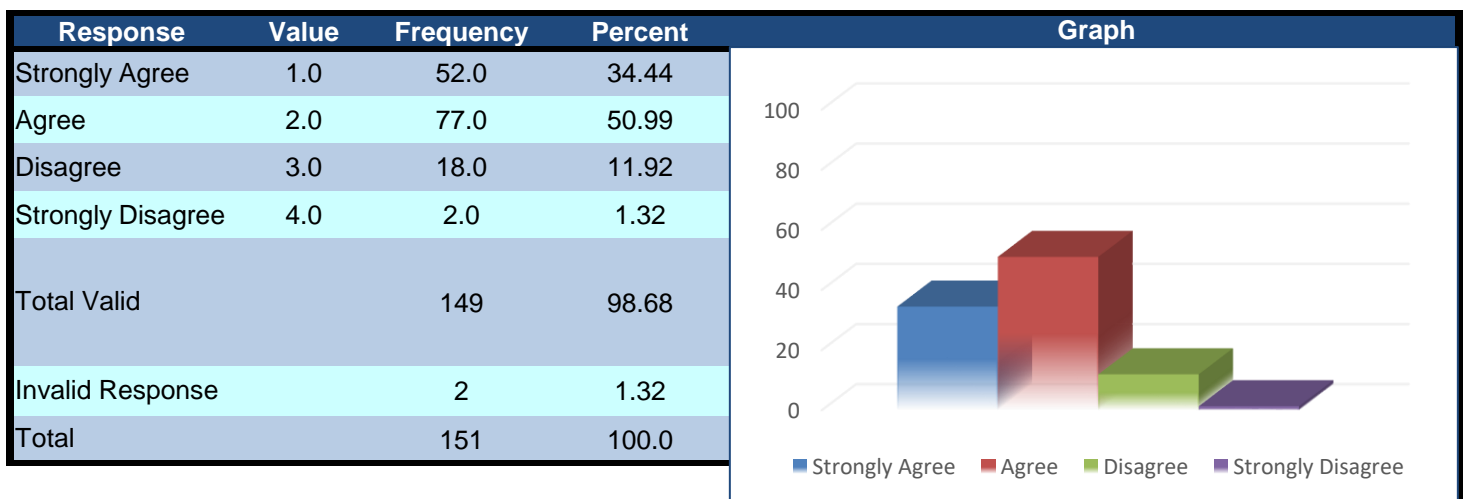 Response Value Frequency Percent Graph
Strongly Agree 1.0 52.0 34.44
Agree 2.0 77.0 50.99
Disagree 3.0 18.0 11.92
Strongly Disagree 4.0 2.0 1.32
Total Valid 149 98.68
Invalid Response 2 1.32
Total 151 100.0
100
80
60
40
20
0
Strongly Agree Agree Disagree Strongly Disagree